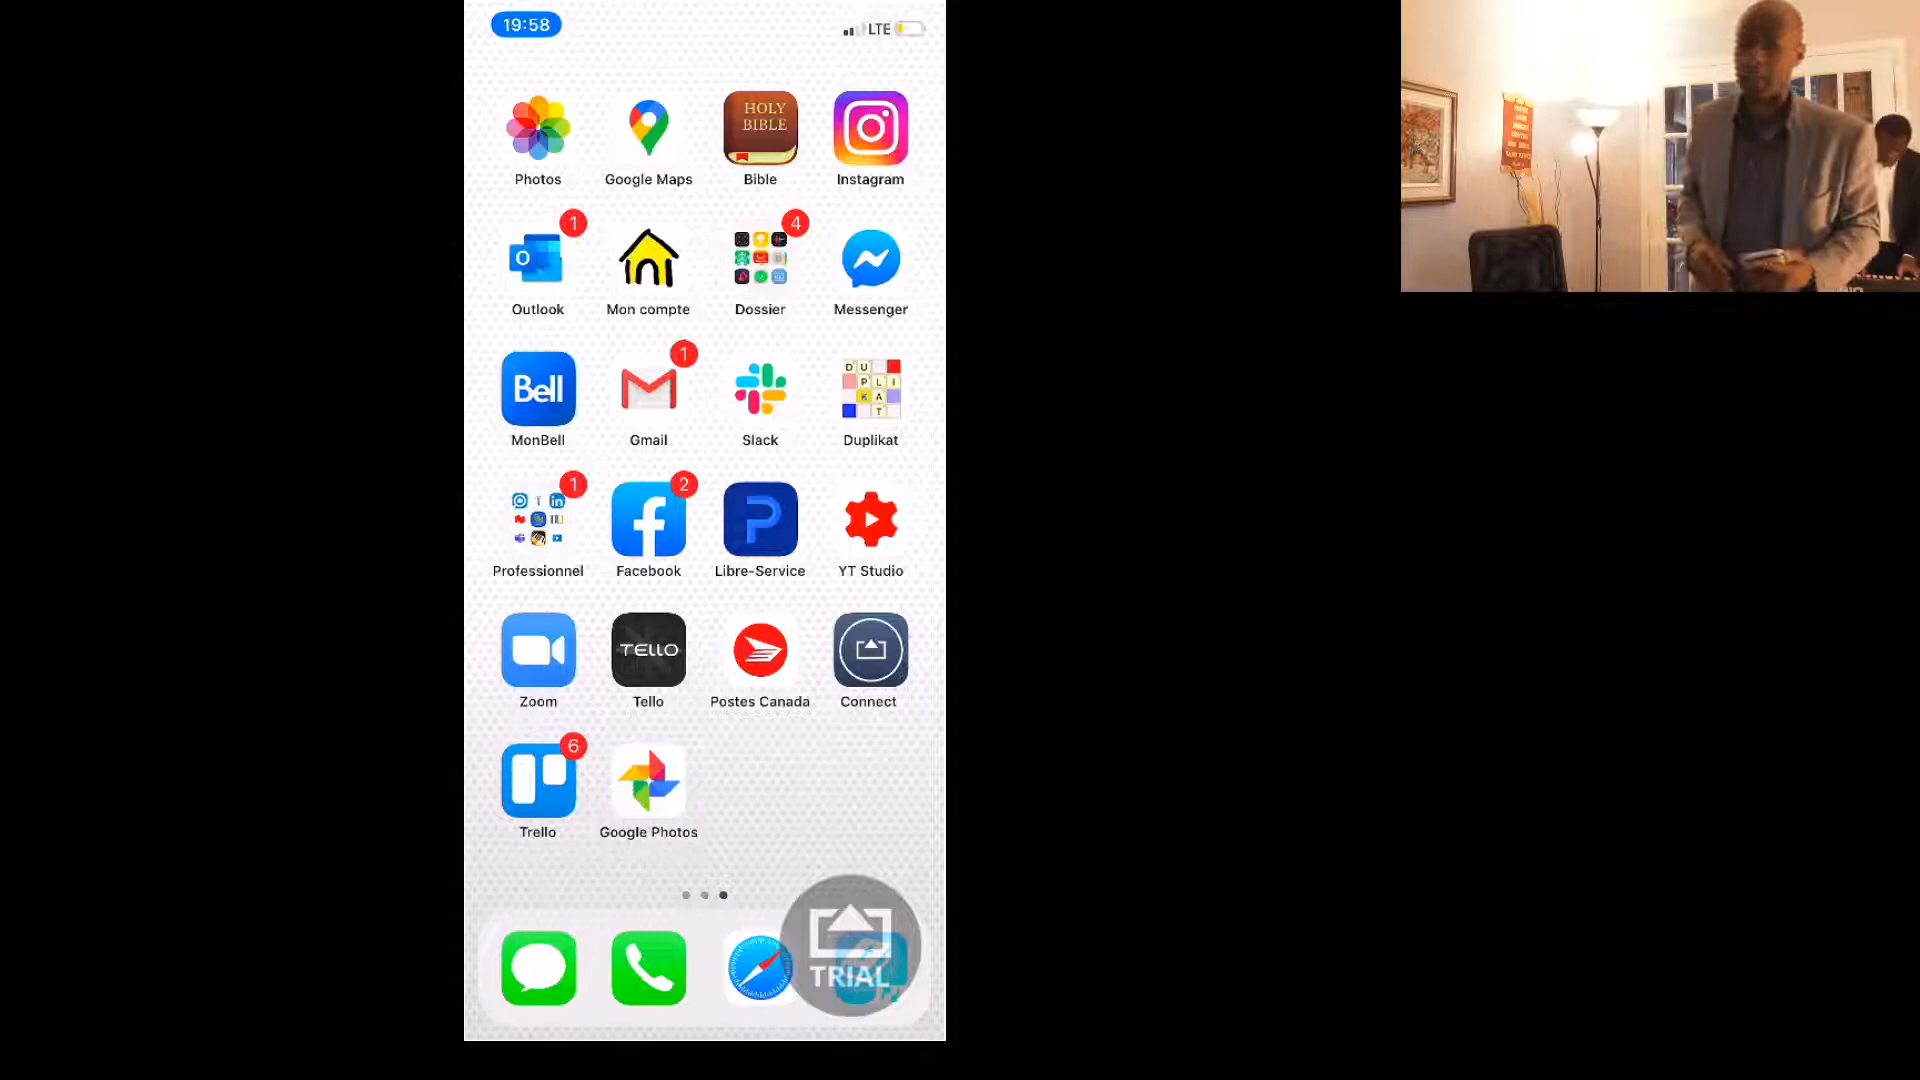 19:58
LTE
HOLY
BIBLE
Photos
Google Maps
Bible
Instagram
1
4
O
Outlook
Mon compte
Dossier
Messenger
1
Bell
D U
P L I
K A
T
MonBell
Gmail
Slack
Duplikat
1
2
in
f
P
Professionnel
Facebook
Libre-Service
YT Studio
TELLO
Zoom
Tello
Postes Canada
Connect
6
Trello
Google Photos
TRIAL